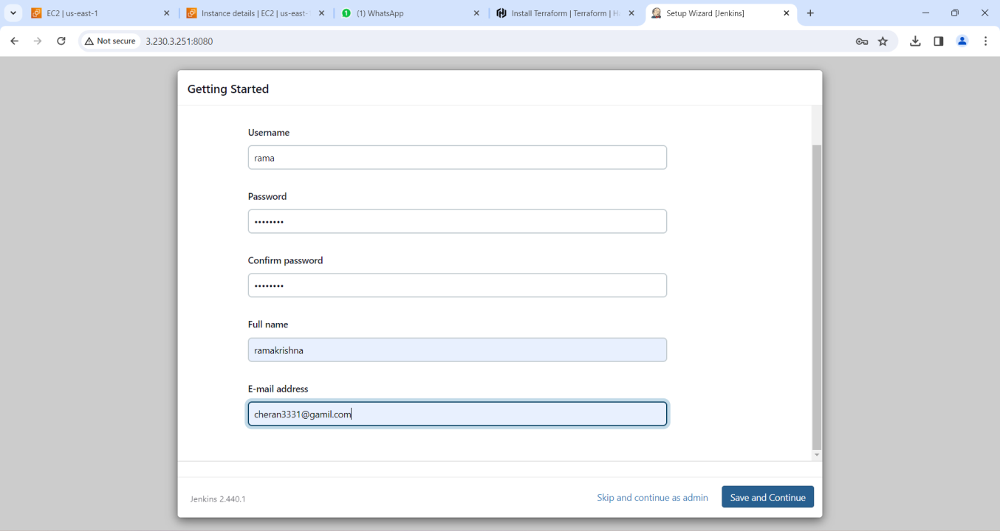 EC2 | us-east-1
Instance details | EC2 | us-east-
(1) WhatsApp
Install Terraform | Terraform | H
Setup Wizard [Jenkins]
Not secure
3.230.3.251:8080
Getting Started
Username
rama
Password
••••••••
Confirm password
••••••••
Full name
ramakrishna
E-mail address
cheran3331@gamil.com
Jenkins 2.440.1
Skip and continue as admin
Save and Continue